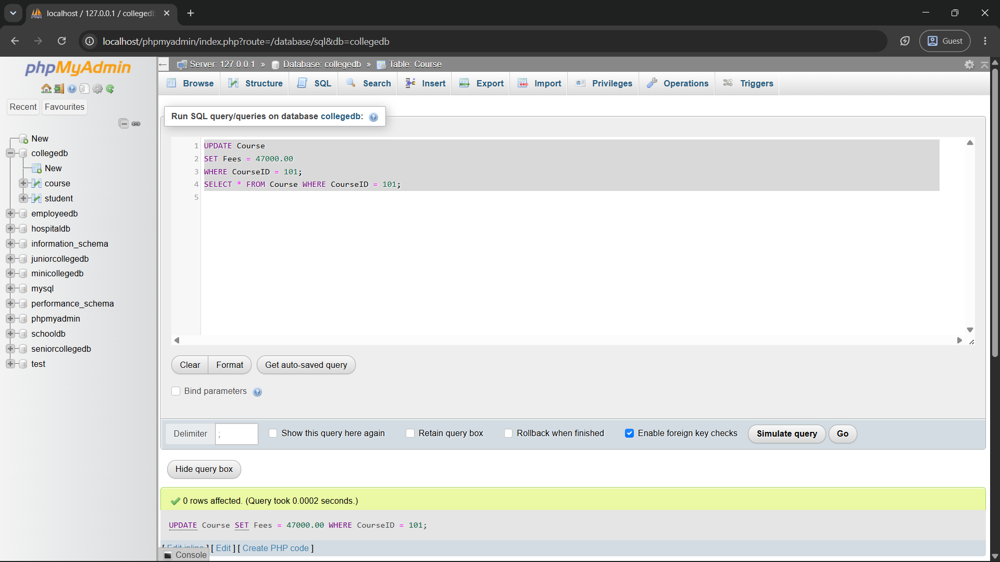 localhost / 127.0.0.1 / collegedb
localhost/phpmyadmin/index.php?route=/database/sql&db=collegedb
Guest
phpMyAdmin
Recent
Favourites
New
collegedb
New
course
student
employeedb
hospitaldb
information_schema
juniorcollegedb
minicollegedb
mysql
performance_schema
phpmyadmin
schooldb
seniorcollegedb
test
Server: 127.0.0.1 » Database: collegedb » Table: Course
Browse Structure SQL Search Insert Export Import Privileges Operations Triggers
Run SQL query/queries on database collegedb:
1 UPDATE Course
2 SET Fees = 47000.00
3 WHERE CourseID = 101;
4 SELECT * FROM Course WHERE CourseID = 101;
5
Clear Format Get auto-saved query
Bind parameters
Delimiter ; Show this query here again Retain query box Rollback when finished Enable foreign key checks Simulate query Go
Hide query box
0 rows affected. (Query took 0.0002 seconds.)
UPDATE Course SET Fees = 47000.00 WHERE CourseID = 101;
[ Edit inline ] [ Edit ] [ Create PHP code ]
Console